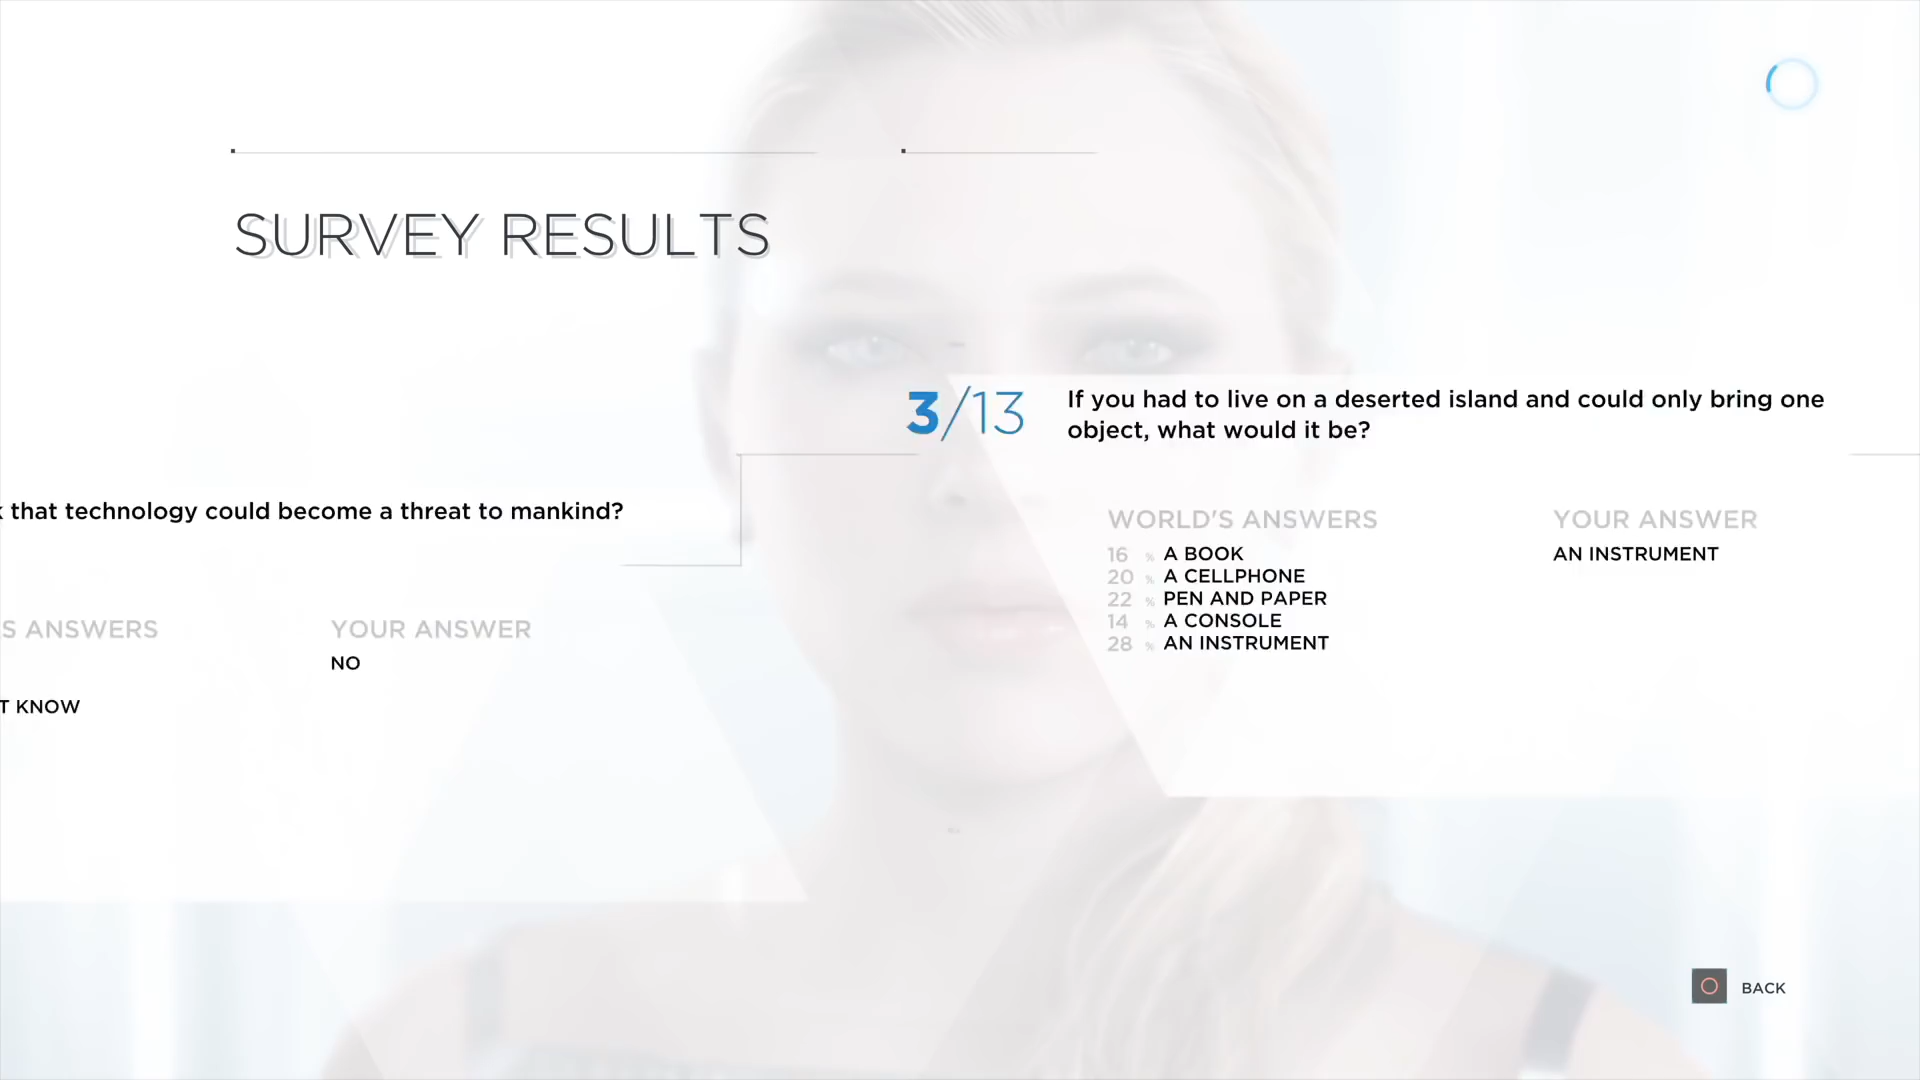 SURVEY RESULTS
that technology could become a threat to mankind?
S ANSWERS
YOUR ANSWER
NO
T KNOW
3/13
If you had to live on a deserted island and could only bring one
object, what would it be?
WORLD'S ANSWERS
YOUR ANSWER
16 % A BOOK
AN INSTRUMENT
20 % A CELLPHONE
22 % PEN AND PAPER
14 % A CONSOLE
28 % AN INSTRUMENT
BACK